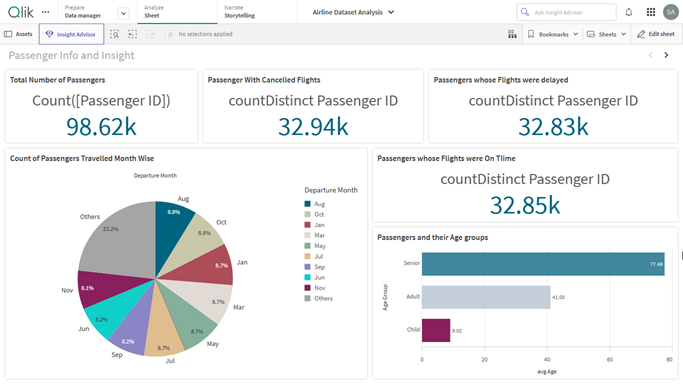 Qlik
Prepare
Data manager
Analyze
Sheet
Narrate
Storytelling
Airline Dataset Analysis
Ask Insight Advisor
SA
Assets
Insight Advisor
No selections applied
Bookmarks
Sheets
Edit sheet
Passenger Info and Insight
Total Number of Passengers
Count([Passenger ID])
98.62k
Passenger With Cancelled Flights
countDistinct Passenger ID
32.94k
Passengers whose Flights were delayed
countDistinct Passenger ID
32.83k
Count of Passengers Travelled Month Wise
Departure Month
Aug
8.8%
Oct
8.8%
Jan
8.7%
Mar
8.7%
May
8.7%
Jul
8.7%
Sep
8.2%
Jun
8.2%
Nov
8.1%
Others
23.2%
Departure Month
Aug
Oct
Jan
Mar
May
Jul
Sep
Jun
Nov
Others
Passengers whose Flights were On TIime
countDistinct Passenger ID
32.85k
Passengers and their Age groups
Age Group
Senior
77.48
Adult
41.03
Child
9.02
0
20
40
60
80
avg Age